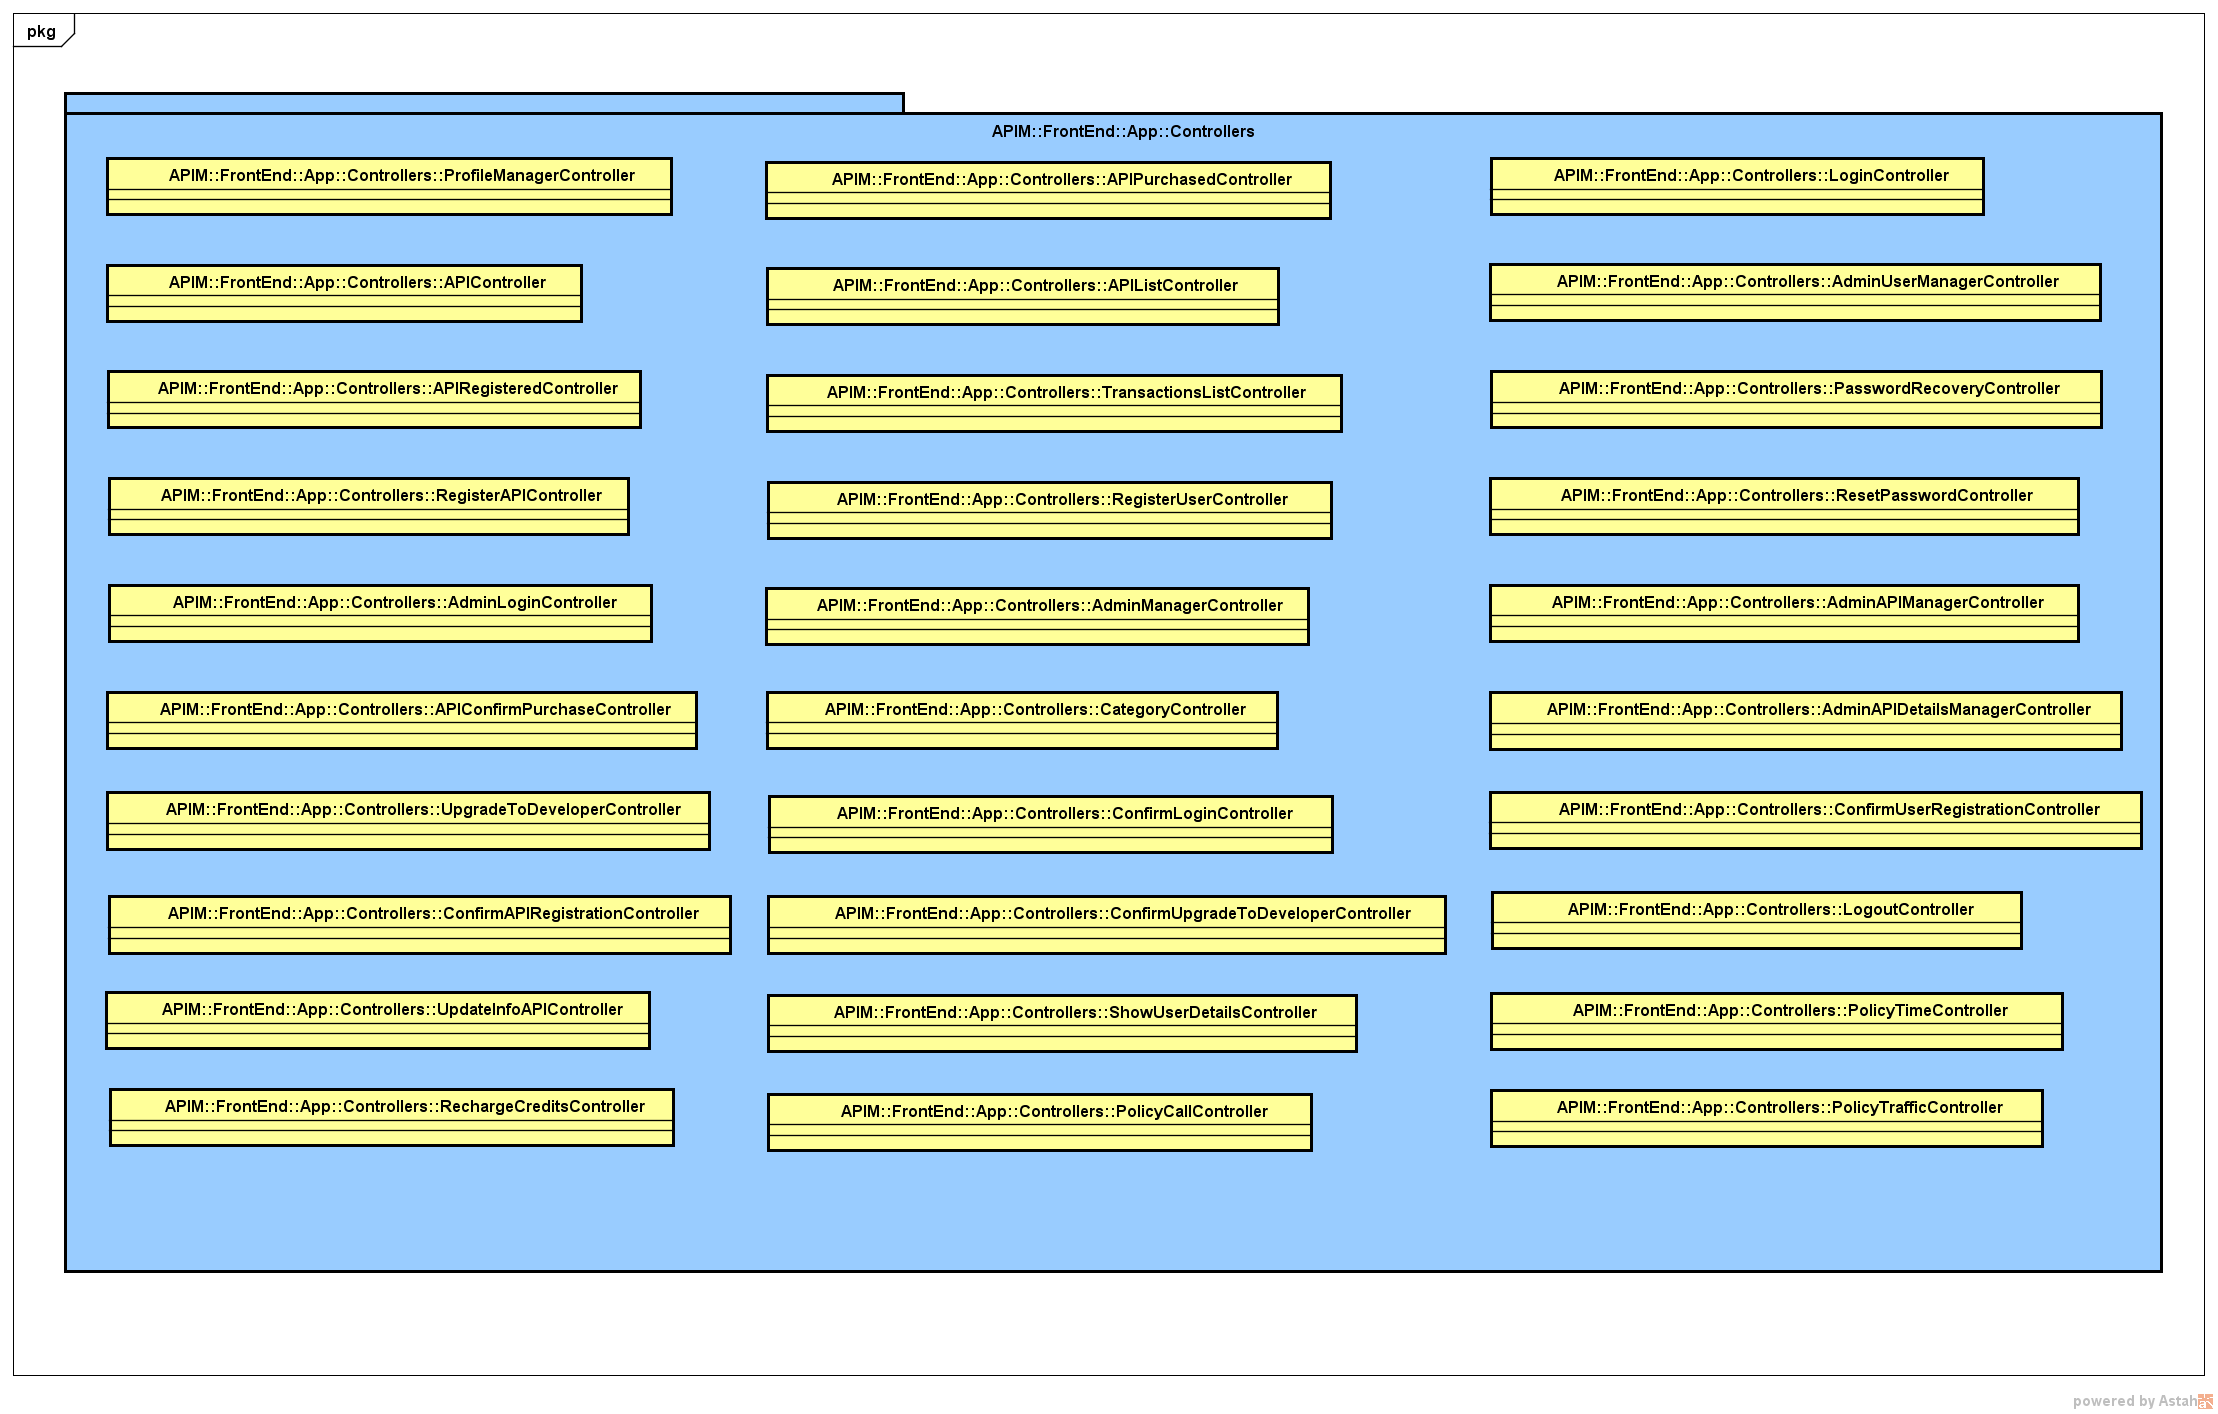 pkg
APIM::FrontEnd::App::Controllers
APIM::FrontEnd::App::Controllers::ProfileManagerController
APIM::FrontEnd::App::Controllers::APIPurchasedController
APIM::FrontEnd::App::Controllers::LoginController
APIM::FrontEnd::App::Controllers::APIController
APIM::FrontEnd::App::Controllers::APIListController
APIM::FrontEnd::App::Controllers::AdminUserManagerController
APIM::FrontEnd::App::Controllers::APIRegisteredController
APIM::FrontEnd::App::Controllers::TransactionsListController
APIM::FrontEnd::App::Controllers::PasswordRecoveryController
APIM::FrontEnd::App::Controllers::RegisterAPIController
APIM::FrontEnd::App::Controllers::RegisterUserController
APIM::FrontEnd::App::Controllers::ResetPasswordController
APIM::FrontEnd::App::Controllers::AdminLoginController
APIM::FrontEnd::App::Controllers::AdminManagerController
APIM::FrontEnd::App::Controllers::AdminAPIManagerController
APIM::FrontEnd::App::Controllers::APIConfirmPurchaseController
APIM::FrontEnd::App::Controllers::CategoryController
APIM::FrontEnd::App::Controllers::AdminAPIDetailsManagerController
APIM::FrontEnd::App::Controllers::UpgradeToDeveloperController
APIM::FrontEnd::App::Controllers::ConfirmLoginController
APIM::FrontEnd::App::Controllers::ConfirmUserRegistrationController
APIM::FrontEnd::App::Controllers::ConfirmAPIRegistrationController
APIM::FrontEnd::App::Controllers::ConfirmUpgradeToDeveloperController
APIM::FrontEnd::App::Controllers::LogoutController
APIM::FrontEnd::App::Controllers::UpdateInfoAPIController
APIM::FrontEnd::App::Controllers::ShowUserDetailsController
APIM::FrontEnd::App::Controllers::PolicyTimeController
APIM::FrontEnd::App::Controllers::RechargeCreditsController
APIM::FrontEnd::App::Controllers::PolicyCallController
APIM::FrontEnd::App::Controllers::PolicyTrafficController
powered by Astah